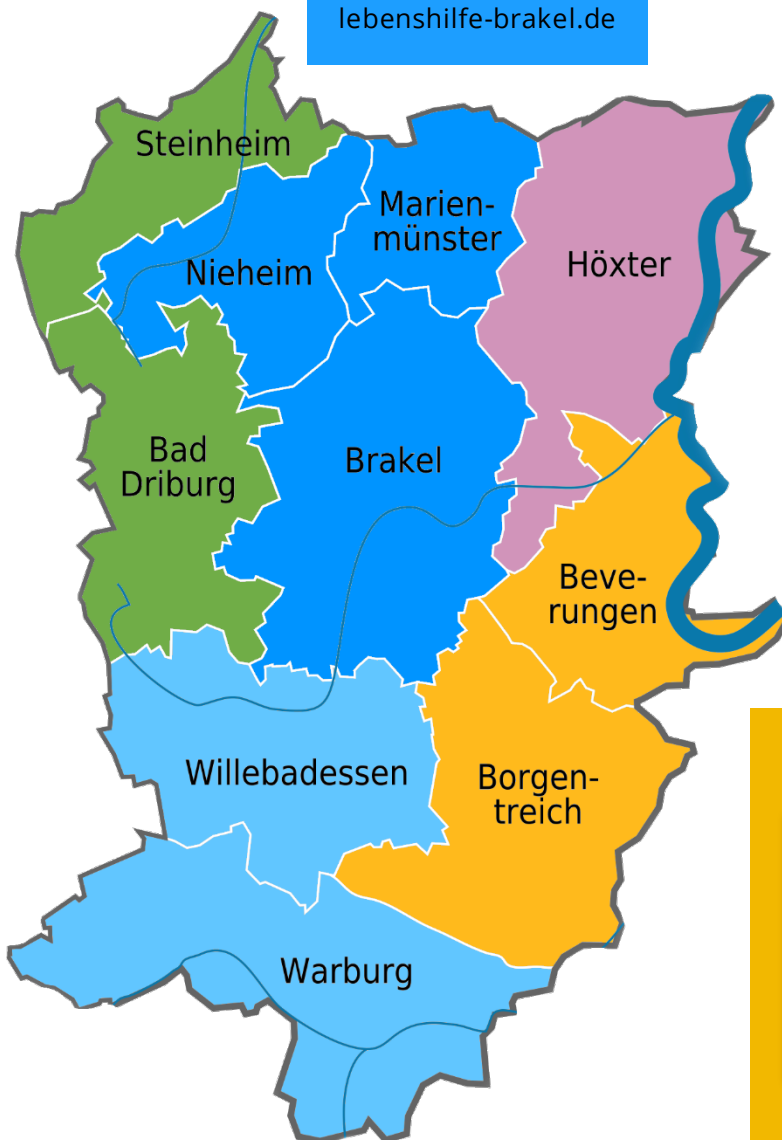 lebenshilfe-brakel.de
Steinheim
Marien-
münster
Nieheim
Höxter
Bad
Driburg
Brakel
Beve-
rungen
Willebadessen
Borgen-
treich
Warburg